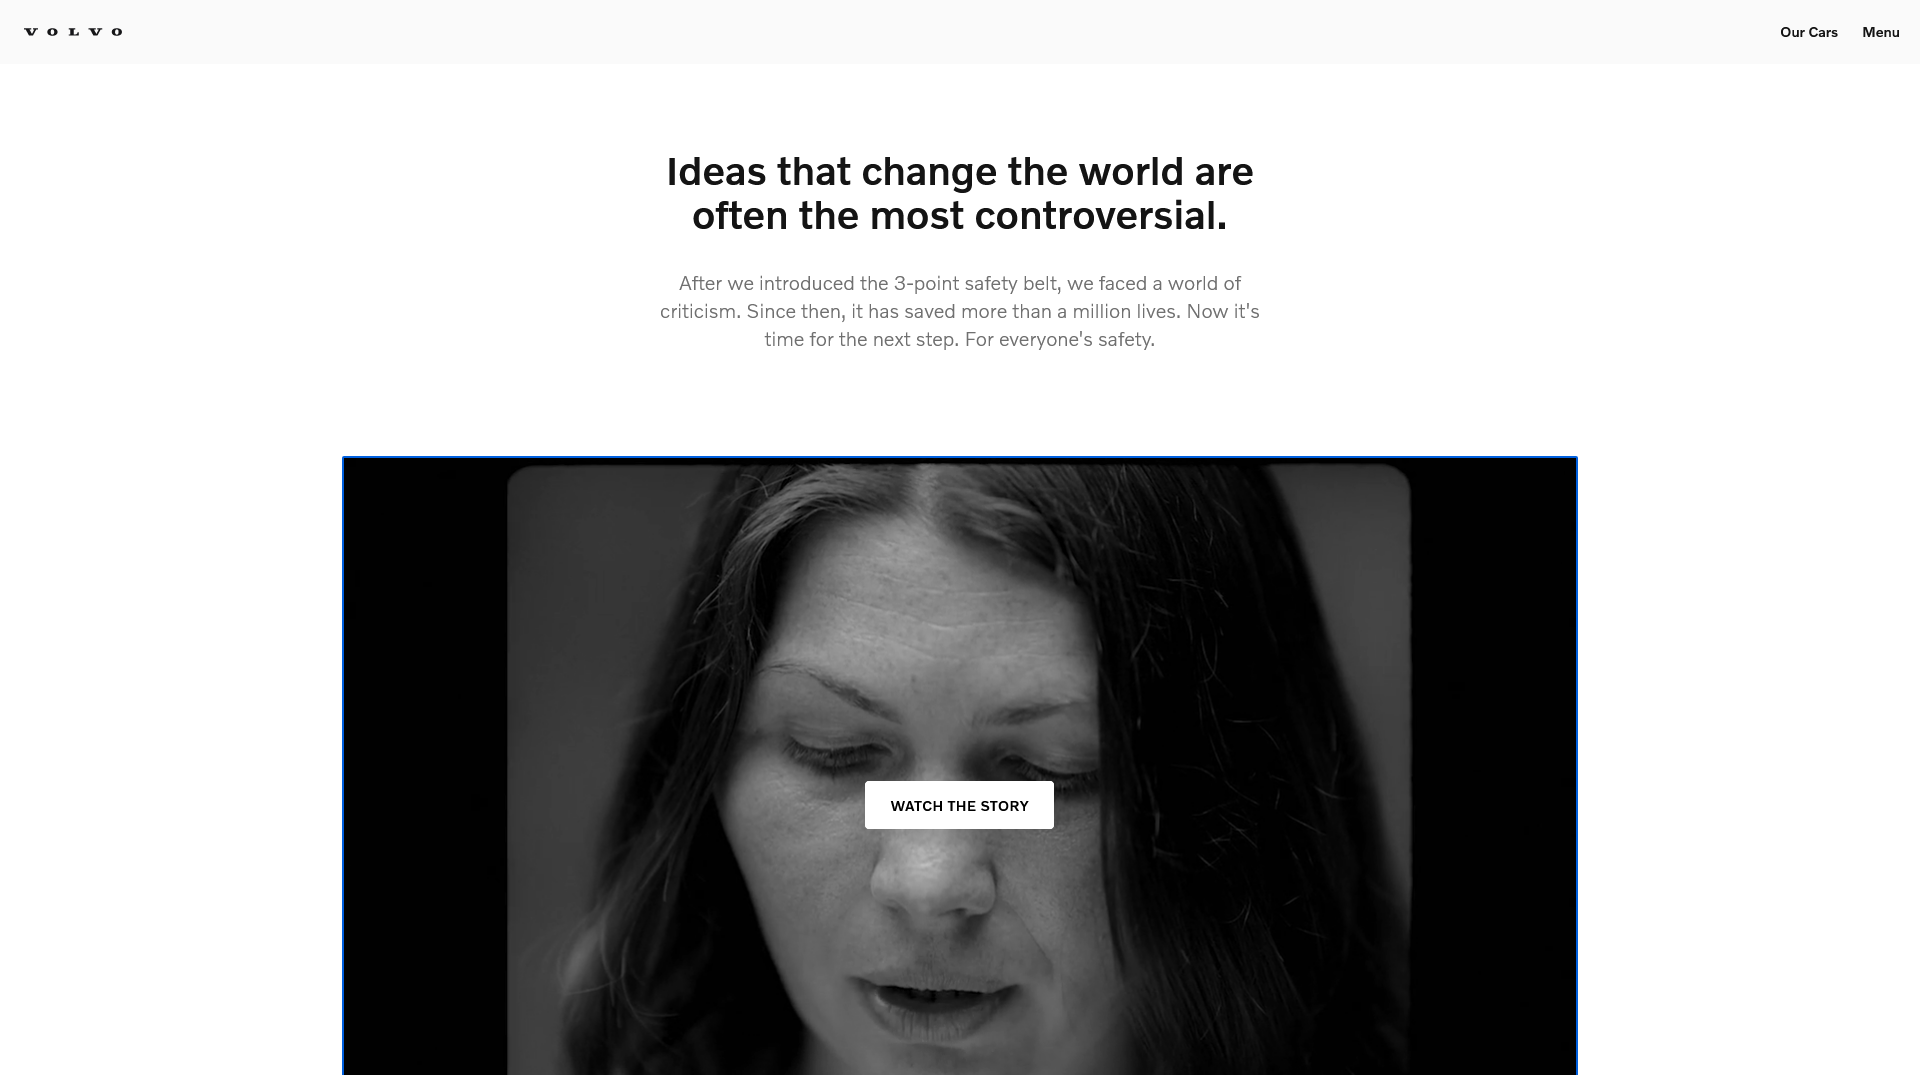 VOLVO
Our Cars
Menu
Ideas that change the world are
often the most controversial.
After we introduced the 3-point safety belt, we faced a world of
criticism. Since then, it has saved more than a million lives. Now it's
time for the next step. For everyone's safety.
WATCH THE STORY